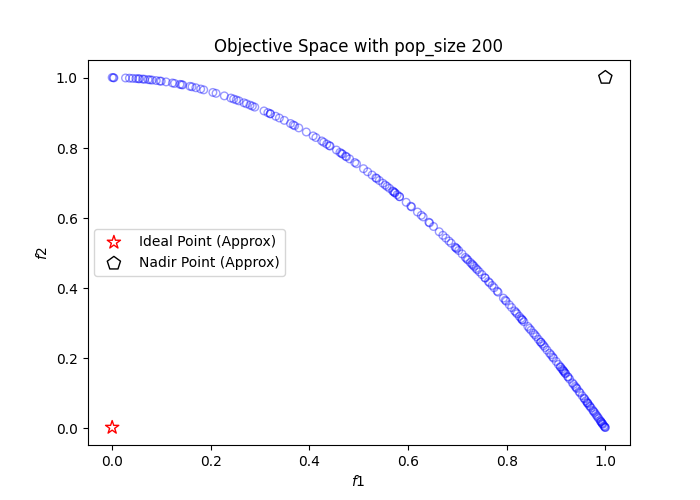 Objective Space with pop_size 200
1.0
0.8
0.6
0.4
0.2
0.0
f2
Ideal Point (Approx)
Nadir Point (Approx)
0.0 0.2 0.4 0.6 0.8 1.0
f1